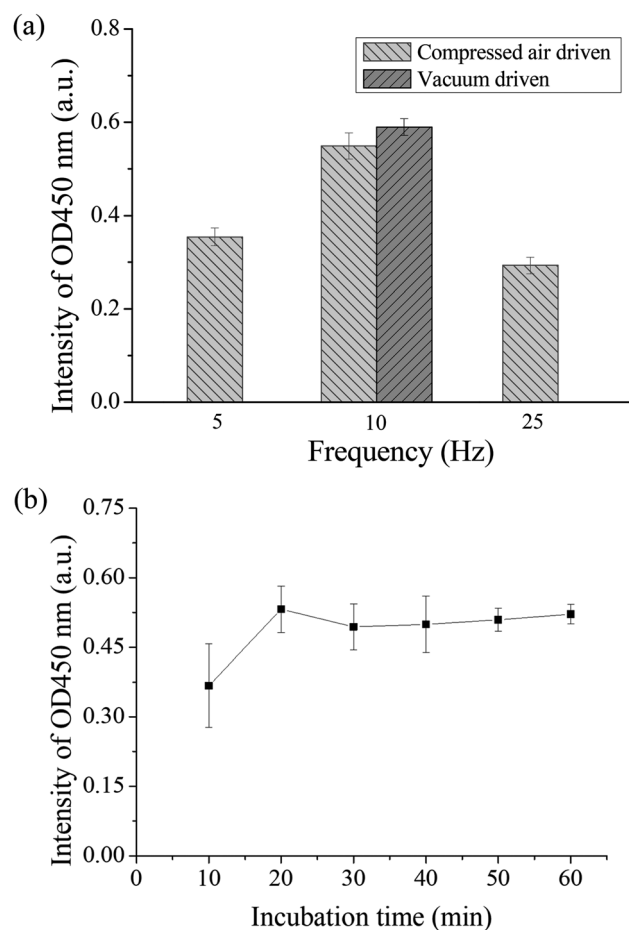 (a)
Intensity of OD450 nm (a.u.)
0.8
0.6
0.4
0.2
0.0
Compressed air driven
Vacuum driven
5
10
25
Frequency (Hz)
(b)
Intensity of OD450 nm (a.u.)
0.75
0.60
0.45
0.30
0.15
0.00
0
10
20
30
40
50
60
Incubation time (min)